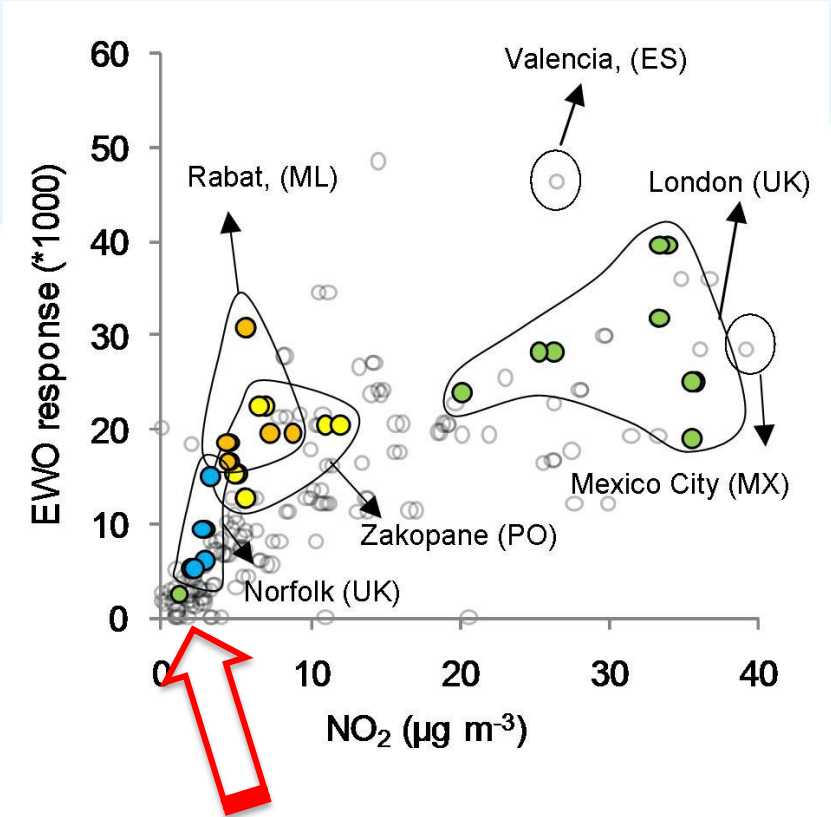 60
Valencia, (ES)
50
Rabat, (ML)
London (UK)
40
EWO response (*1000)
30
20
Mexico City (MX)
Zakopane (PO)
10
Norfolk (UK)
0
0 10 20 30 40
NO₂ (µg m⁻³)